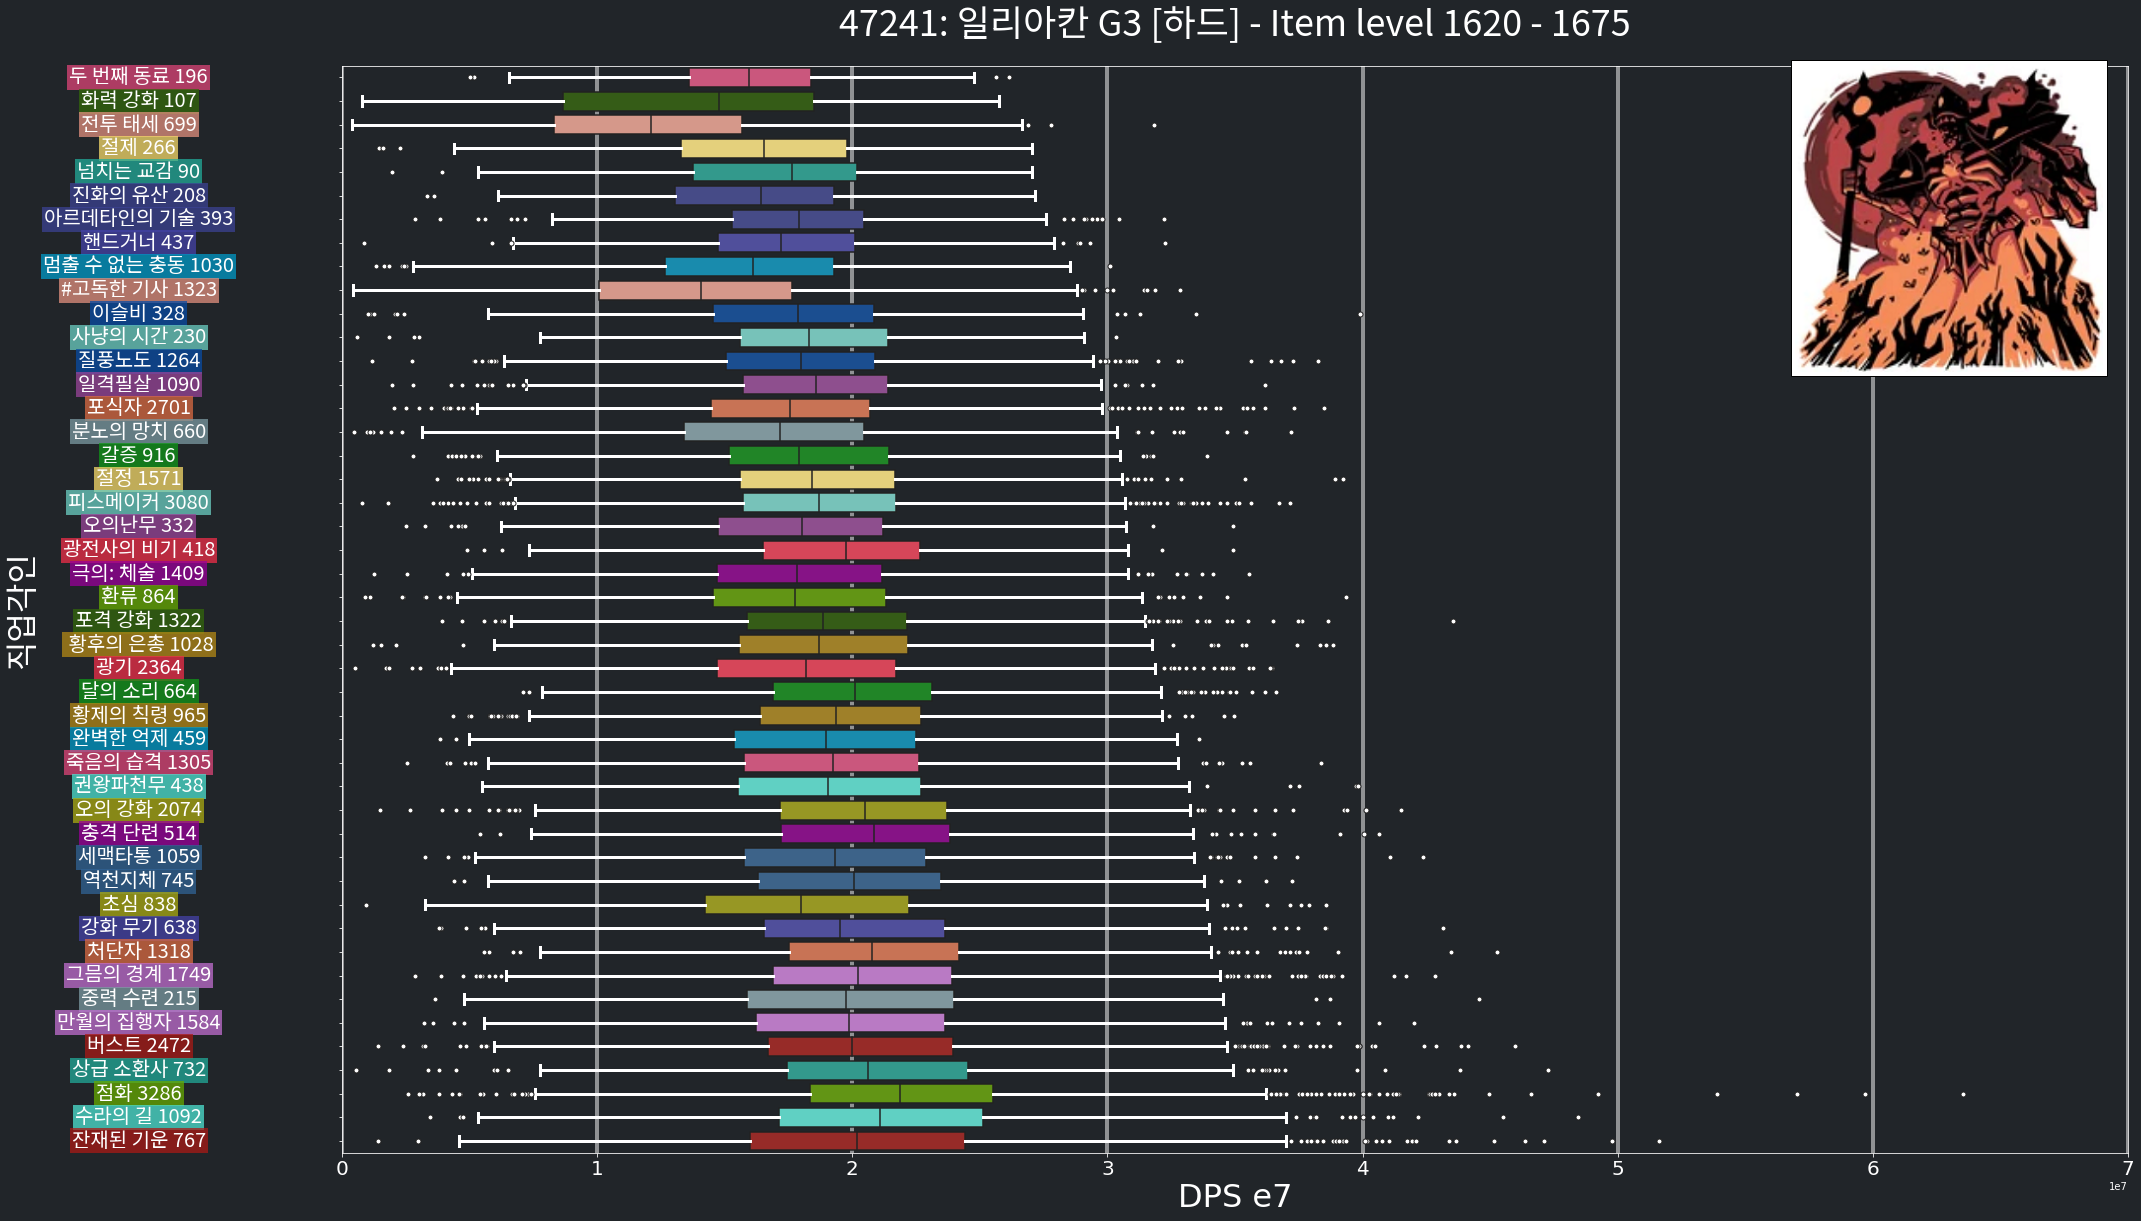 47241: 일리아칸 G3 [하드] - Item level 1620 - 1675
직업각인
두 번째 동료 196
화력 강화 107
전투 태세 699
절제 266
넘치는 교감 90
진화의 유산 208
아르데타인의 기술 393
핸드거너 437
멈출 수 없는 충동 1030
#고독한 기사 1323
이슬비 328
사냥의 시간 230
질풍노도 1264
일격필살 1090
포식자 2701
분노의 망치 660
갈증 916
절정 1571
피스메이커 3080
오의난무 332
광전사의 비기 418
극의: 체술 1409
환류 864
포격 강화 1322
황후의 은총 1028
광기 2364
달의 소리 664
황제의 칙령 965
완벽한 억제 459
죽음의 습격 1305
권왕파천무 438
오의 강화 2074
충격 단련 514
세맥타통 1059
역천지체 745
초심 838
강화 무기 638
처단자 1318
그믐의 경계 1749
중력 수련 215
만월의 집행자 1584
버스트 2472
상급 소환사 732
점화 3286
수라의 길 1092
잔재된 기운 767
0 1 2 3 4 5 6 7
DPS e7
1e7